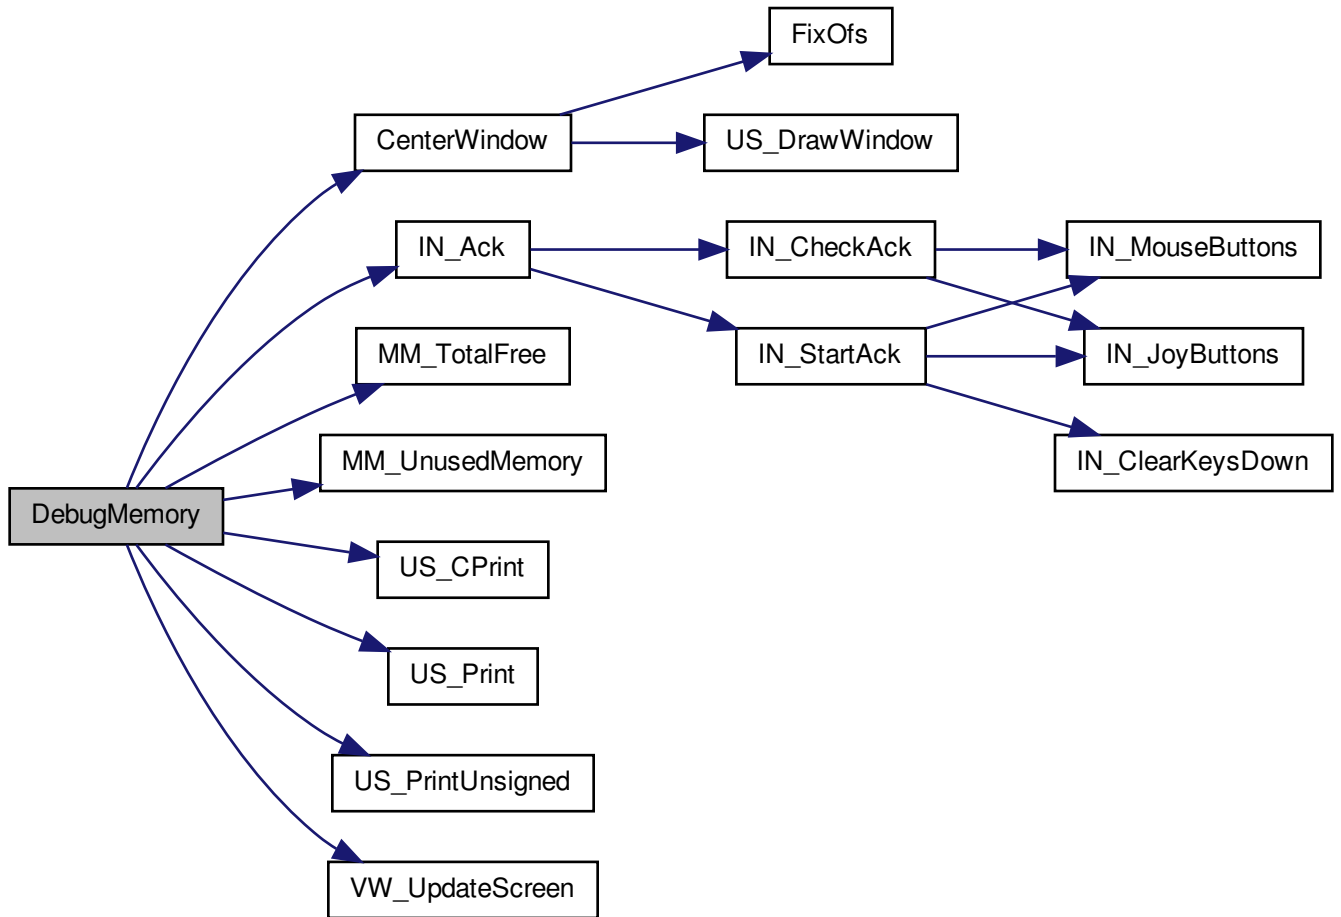 FixOfs
CenterWindow
US_DrawWindow
IN_Ack
IN_CheckAck
IN_MouseButtons
MM_TotalFree
IN_StartAck
IN_JoyButtons
MM_UnusedMemory
IN_ClearKeysDown
DebugMemory
US_CPrint
US_Print
US_PrintUnsigned
VW_UpdateScreen